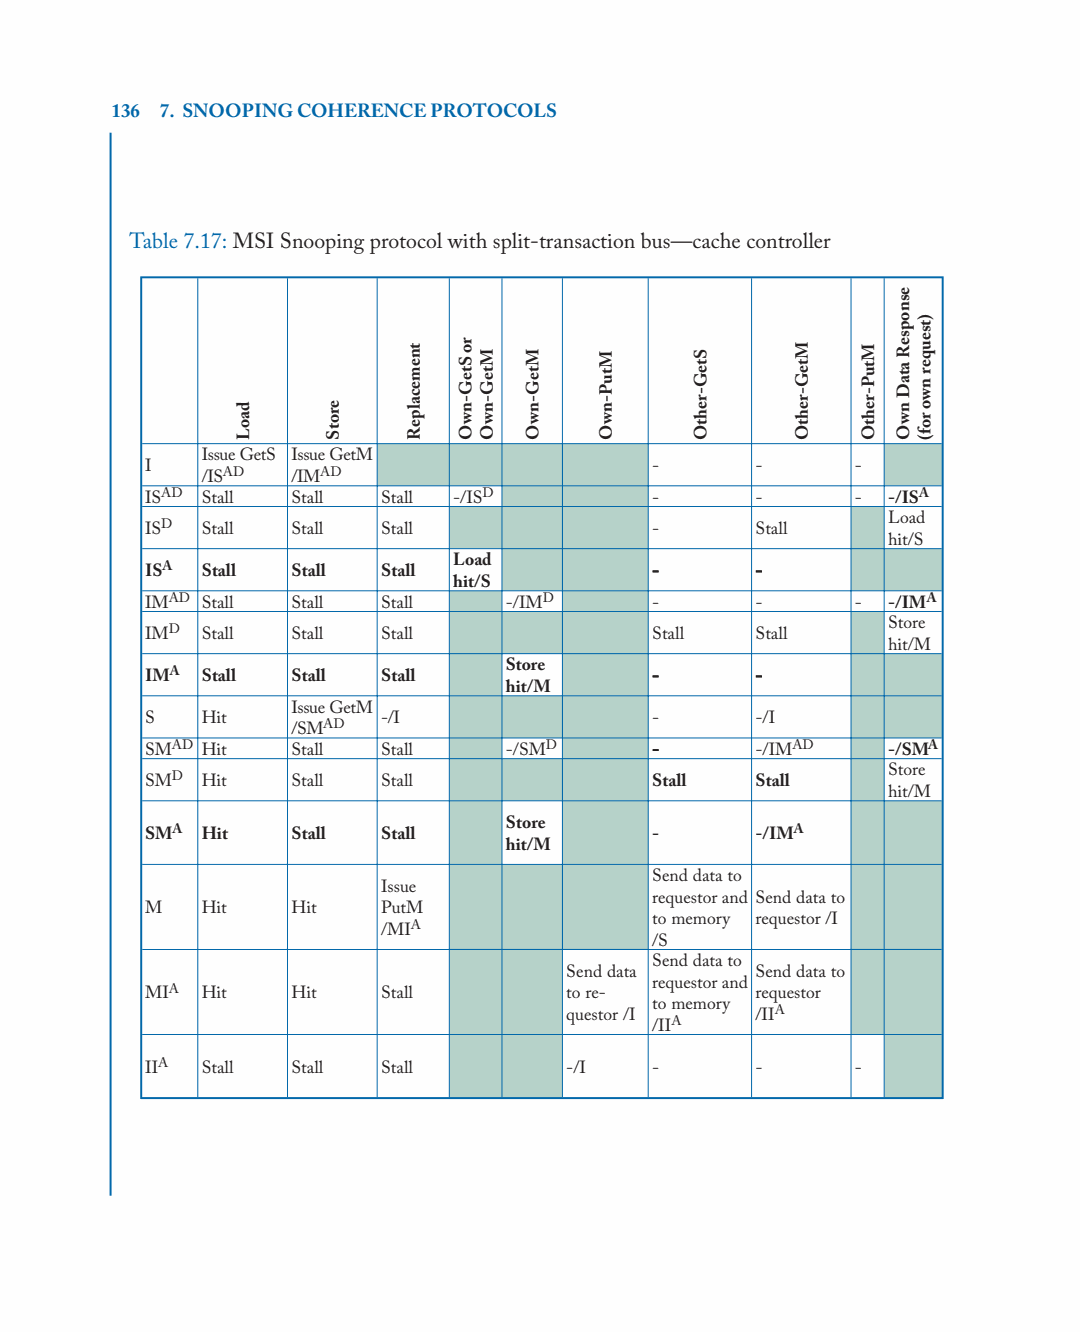 136 7. SNOOPING COHERENCE PROTOCOLS
Table 7.17: MSI Snooping protocol with split-transaction bus—cache controller
Load
Store
Replacement
Own-GetS or
Own-GetM
Own-GetM
Own-PutM
Other-GetS
Other-GetM
Other-PutM
Own Data Response
(for own request)
I Issue GetS /ISAD Issue GetM /IMAD - - -
ISAD Stall Stall Stall -/ISD - - - -/ISA
ISD Stall Stall Stall - Stall Load hit/S
ISA Stall Stall Stall Load hit/S - -
IMAD Stall Stall Stall -/IMD - - - -/IMA
IMD Stall Stall Stall Stall Stall Store hit/M
IMA Stall Stall Stall Store hit/M - -
S Hit Issue GetM /SMAD -/I - -/I
SMAD Hit Stall Stall -/SMD - -/IMAD -/SMA
SMD Hit Stall Stall Stall Stall Store hit/M
SMA Hit Stall Stall Store hit/M - -/IMA
M Hit Hit Issue PutM /MIA Send data to requestor and to memory /S Send data to requestor /I
MIA Hit Hit Stall Send data to re-questor /I Send data to requestor and to memory /IIA Send data to requestor /IIA
IIA Stall Stall Stall -/I - - -